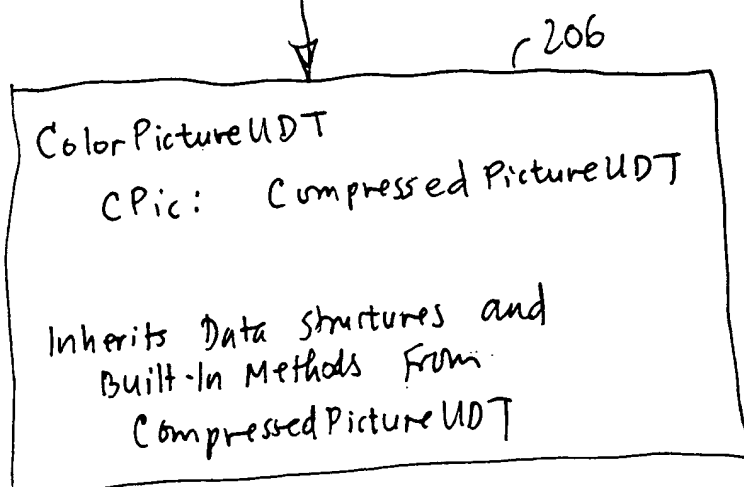 206
ColorPictureUDT
CPic: CompressedPictureUDT
Inherits Data structures and
Built-In Methods From
CompressedPictureUDT